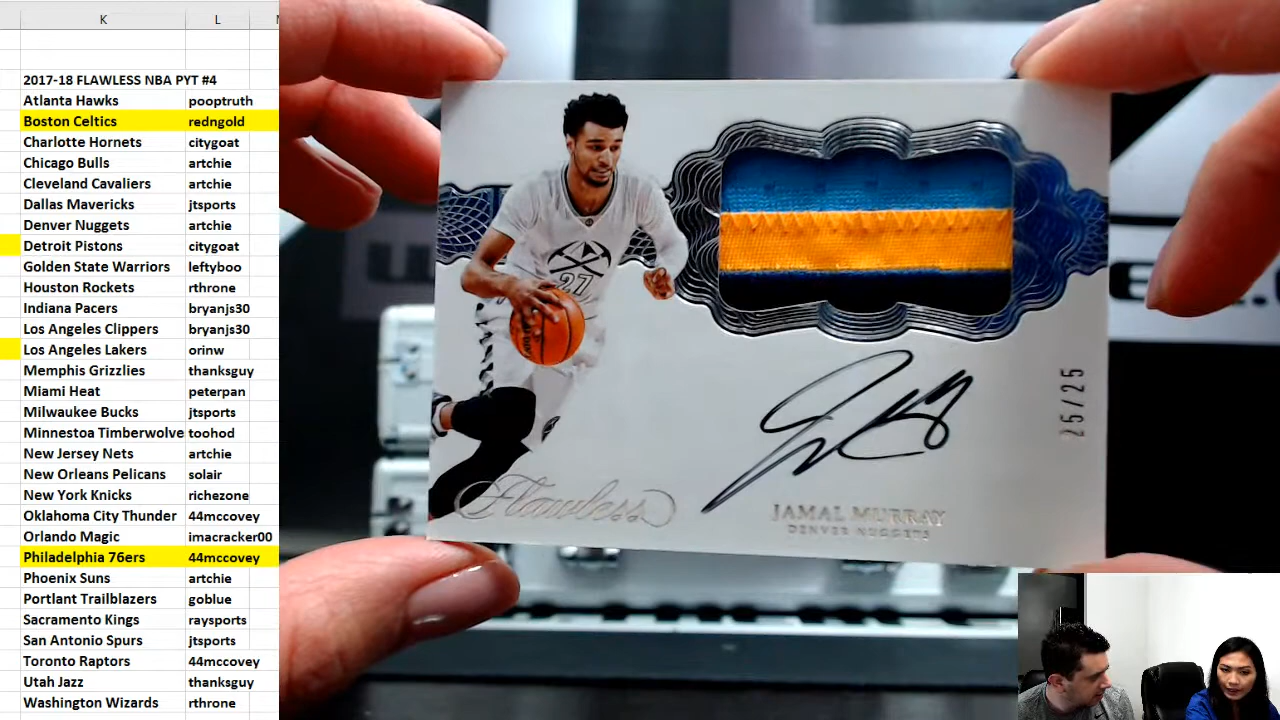 K L
2017-18 FLAWLESS NBA PYT #4
Atlanta Hawks pooptruth
Boston Celtics redngold
Charlotte Hornets citygoat
Chicago Bulls artchie
Cleveland Cavaliers artchie
Dallas Mavericks jtsports
Denver Nuggets artchie
Detroit Pistons citygoat
Golden State Warriors leftyboo
Houston Rockets rthrone
Indiana Pacers bryanjs30
Los Angeles Clippers bryanjs30
Los Angeles Lakers orinw
Memphis Grizzlies thanksguy
Miami Heat peterpan
Milwaukee Bucks jtsports
Minnestoa Timberwolve toohod
New Jersey Nets artchie
New Orleans Pelicans solair
New York Knicks richezone
Oklahoma City Thunder 44mccovey
Orlando Magic imacracker00
Philadelphia 76ers 44mccovey
Phoenix Suns artchie
Portlant Trailblazers goblue
Sacramento Kings raysports
San Antonio Spurs jtsports
Toronto Raptors 44mccovey
Utah Jazz thanksguy
Washington Wizards rthrone
27
25/25
Flawless
JAMAL MURRAY
DENVER NUGGETS